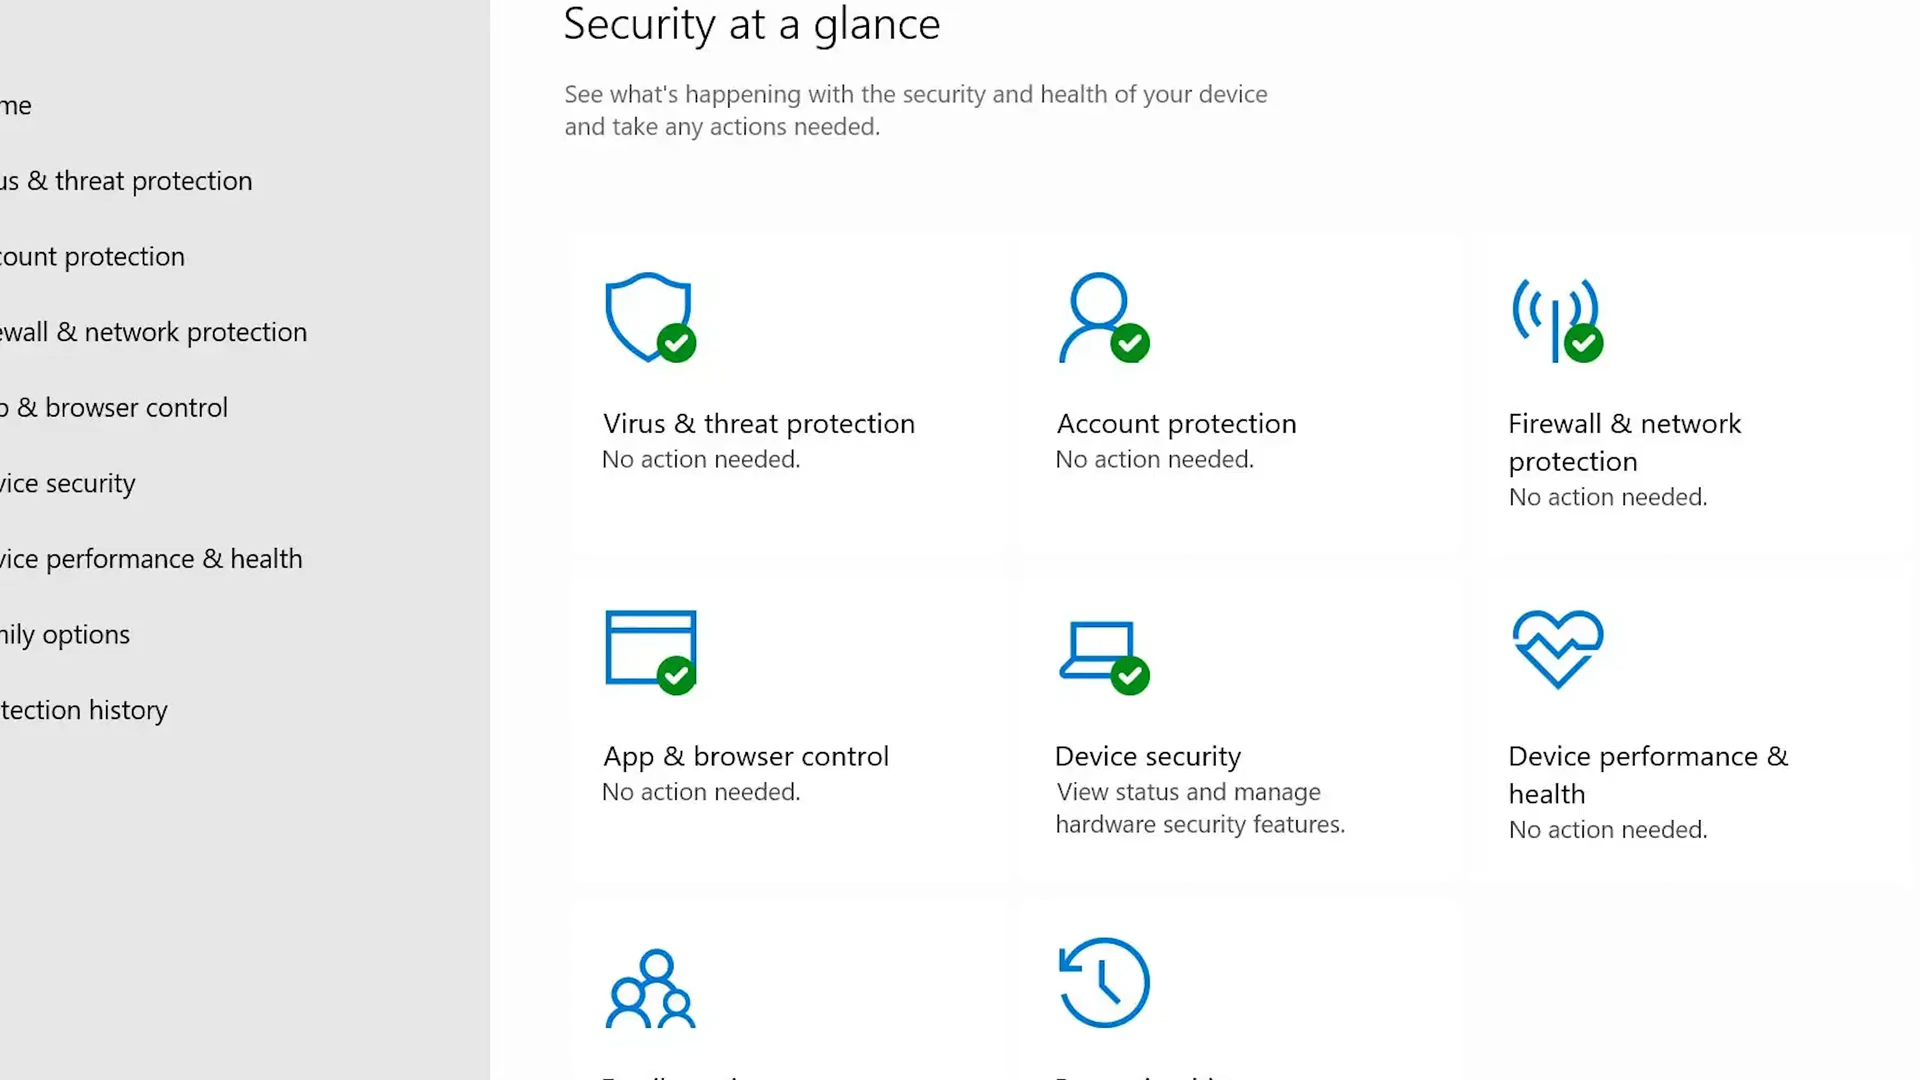 Security at a glance
See what's happening with the security and health of your device
and take any actions needed.
me
us & threat protection
count protection
ewall & network protection
p & browser control
vice security
vice performance & health
mily options
tection history
Virus & threat protection
No action needed.
Account protection
No action needed.
Firewall & network
protection
No action needed.
App & browser control
No action needed.
Device security
View status and manage
hardware security features.
Device performance &
health
No action needed.